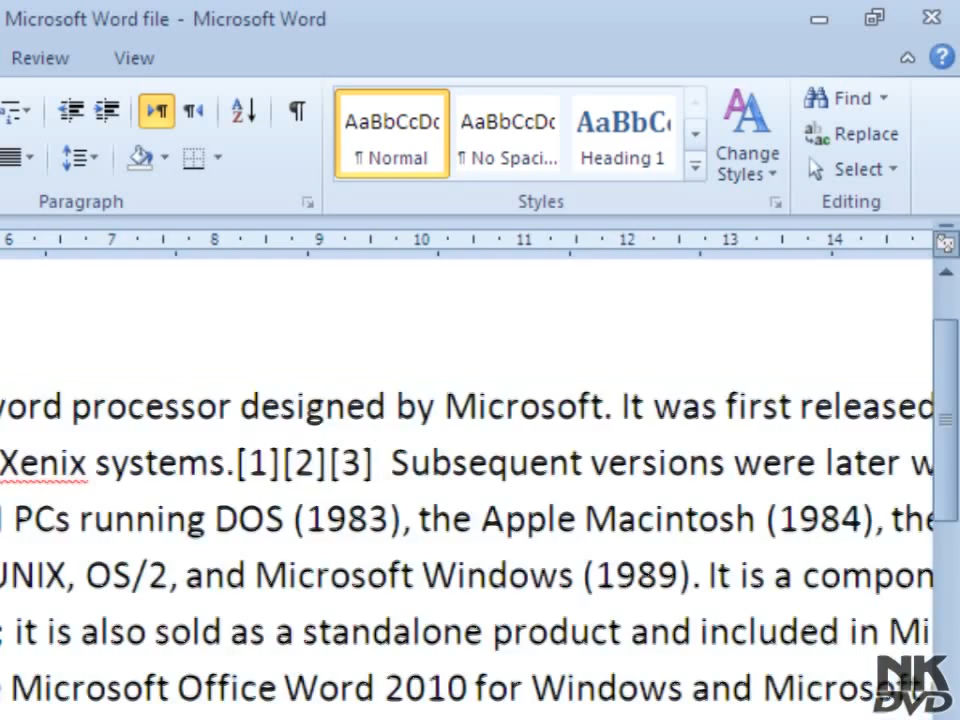 Microsoft Word file - Microsoft Word
Review View
AaBbCcDc AaBbCcDc AaBbC
¶ Normal ¶ No Spaci... Heading 1
Change Styles
Find
Replace
Select
Paragraph Styles Editing
6 7 8 9 10 11 12 13 14
word processor designed by Microsoft. It was first released
Xenix systems.[1][2][3] Subsequent versions were later w
PCs running DOS (1983), the Apple Macintosh (1984), the
UNIX, OS/2, and Microsoft Windows (1989). It is a compon
; it is also sold as a standalone product and included in Mi
Microsoft Office Word 2010 for Windows and Microsoft
NK
DVD